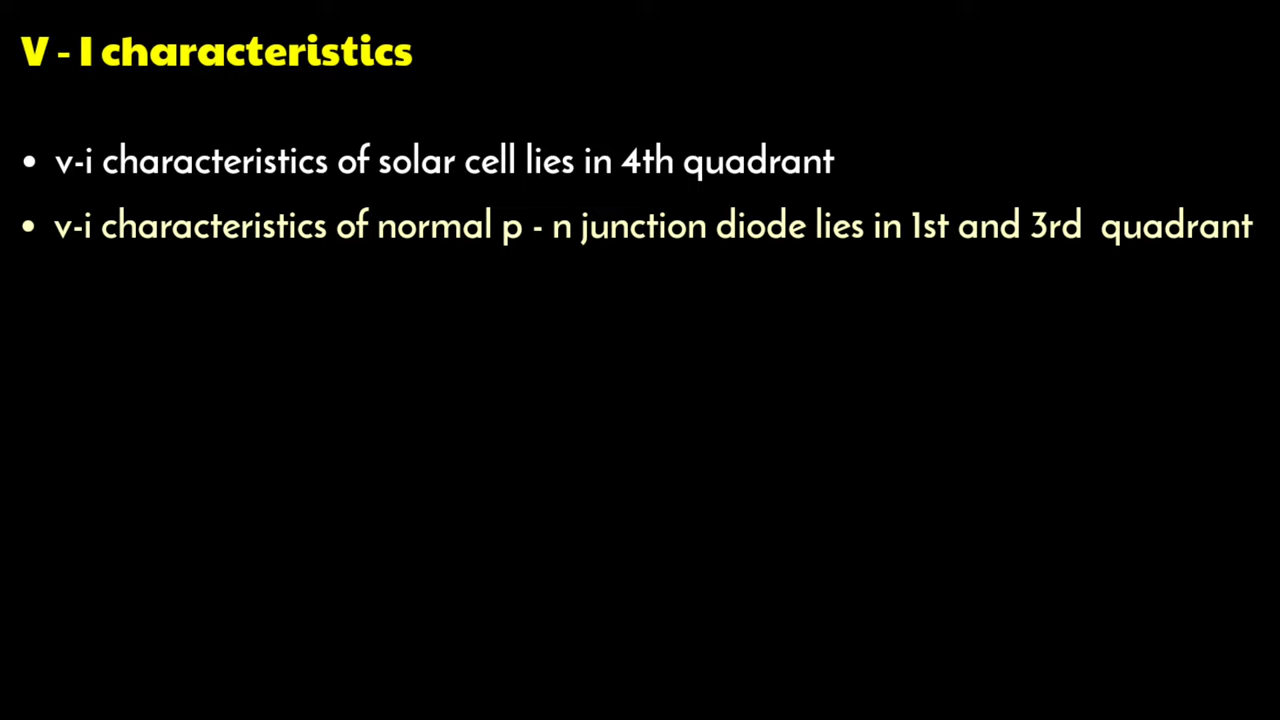 V - I characteristics
• v-i characteristics of solar cell lies in 4th quadrant
• v-i characteristics of normal p - n junction diode lies in 1st and 3rd quadrant